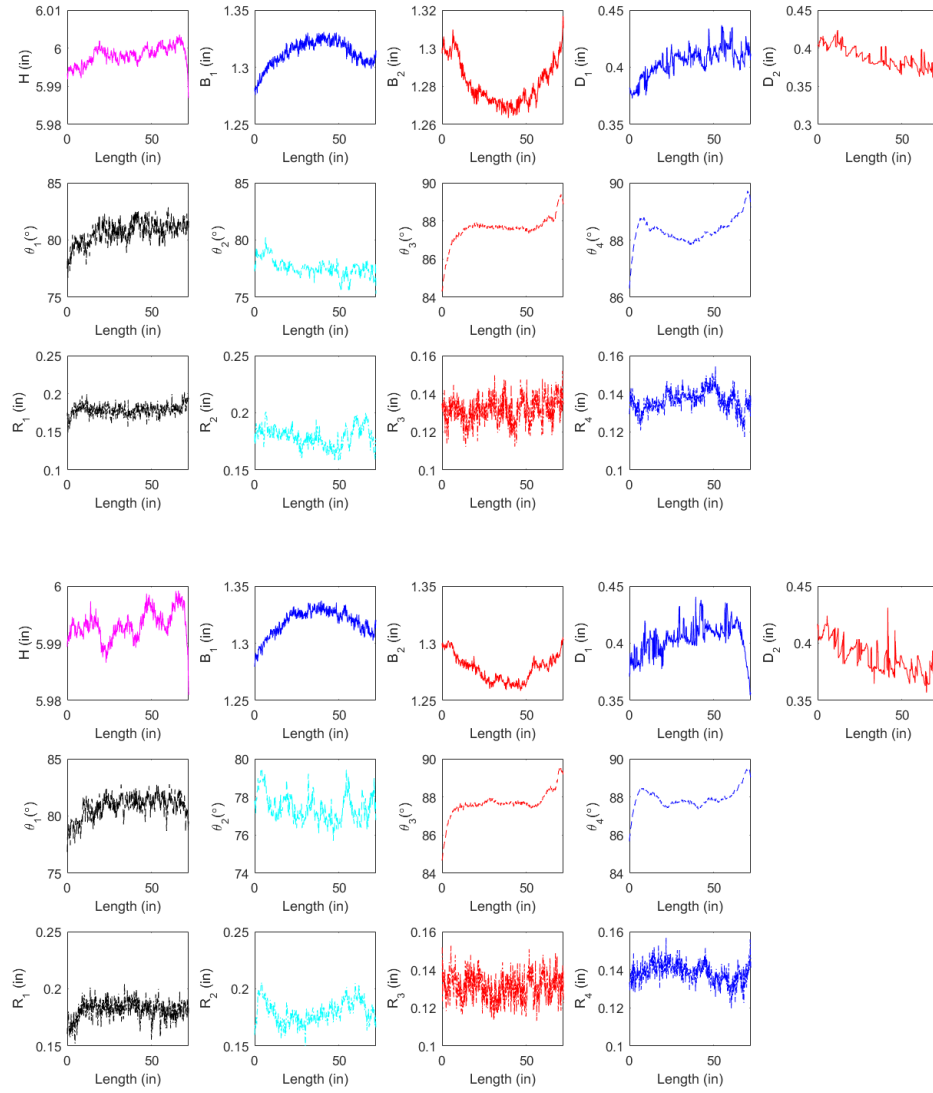 6.01 1.35 1.32 0.45 0.45
6 1.3 1.3 0.4 0.4
5.99 1.28 0.35
5.98 1.25 1.26 0.35 0.3
H (in) B₁ (in) B₂ (in) D₁ (in) D₂ (in)
0 50 0 50 0 50 0 50 0 50
Length (in) Length (in) Length (in) Length (in) Length (in)
85 85 90 90
80 80 88 88
86
75 75 84 86
θ₁(°) θ₂(°) θ₃(°) θ₄(°)
0 50 0 50 0 50 0 50
Length (in) Length (in) Length (in) Length (in)
0.25 0.25 0.16 0.16
0.2 0.2 0.14 0.14
0.15 0.12 0.12
0.1 0.15 0.1 0.1
R₁ (in) R₂ (in) R₃ (in) R₄ (in)
0 50 0 50 0 50 0 50
Length (in) Length (in) Length (in) Length (in)
6 1.35 1.35 0.45 0.45
5.99 1.3 1.3 0.4 0.4
5.98 1.25 1.25 0.35 0.35
H (in) B₁ (in) B₂ (in) D₁ (in) D₂ (in)
0 50 0 50 0 50 0 50 0 50
Length (in) Length (in) Length (in) Length (in) Length (in)
85 80 90 90
80 78 88 88
76 86 86
75 74 84 84
θ₁(°) θ₂(°) θ₃(°) θ₄(°)
0 50 0 50 0 50 0 50
Length (in) Length (in) Length (in) Length (in)
0.25 0.25 0.16 0.16
0.2 0.2 0.14 0.14
0.12 0.12
0.15 0.15 0.1 0.1
R₁ (in) R₂ (in) R₃ (in) R₄ (in)
0 50 0 50 0 50 0 50
Length (in) Length (in) Length (in) Length (in)